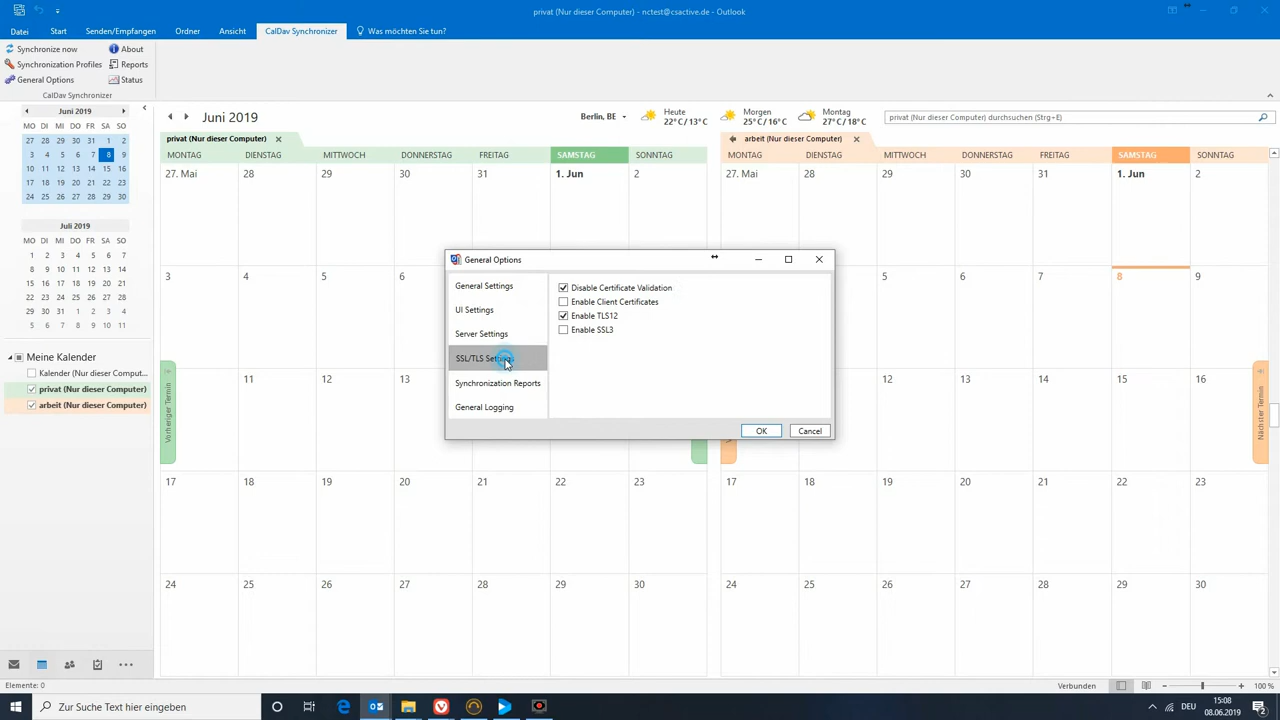 privat (Nur dieser Computer) - nctest@csactive.de - Outlook
Datei Start Senden/Empfangen Ordner Ansicht CalDav Synchronizer Was möchten Sie tun?
Synchronize now About
Synchronization Profiles Reports
General Options Status
CalDav Synchronizer
Juni 2019
MO DI MI DO FR SA SO
27 28 29 30 31 1 2
3 4 5 6 7 8 9
10 11 12 13 14 15 16
17 18 19 20 21 22 23
24 25 26 27 28 29 30
Juli 2019
MO DI MI DO FR SA SO
1 2 3 4 5 6 7
8 9 10 11 12 13 14
15 16 17 18 19 20 21
22 23 24 25 26 27 28
29 30 31 1 2 3 4
5 6 7 8 9 10 11
Meine Kalender
Kalender (Nur dieser Comput...
privat (Nur dieser Computer)
arbeit (Nur dieser Computer)
Juni 2019
Berlin, BE
Heute
22°C/13°C
Morgen
25°C/16°C
Montag
27°C/18°C
privat (Nur dieser Computer) durchsuchen (Strg+E)
privat (Nur dieser Computer)
MONTAG DIENSTAG MITTWOCH DONNERSTAG FREITAG SAMSTAG SONNTAG
27. Mai 28 29 30 31 1. Jun 2
3 4 5 6
11 12 13
17 18 19 20 21 22 23
24 25 26 27 28 29 30
Vorheriger Termin
arbeit (Nur dieser Computer)
MONTAG DIENSTAG MITTWOCH DONNERSTAG FREITAG SAMSTAG SONNTAG
27. Mai 28 29 30 31 1. Jun 2
5 6 7 8 9
12 13 14 15 16
17 18 19 20 21 22 23
24 25 26 27 28 29 30
Nächster Termin
General Options
General Settings
UI Settings
Server Settings
SSL/TLS
Synchronization Reports
General Logging
Disable Certificate Validation
Enable Client Certificates
Enable TLS12
Enable SSL3
OK Cancel
Elemente: 0
Verbunden
100 %
Zur Suche Text hier eingeben
DEU
15:08
08.06.2019
2